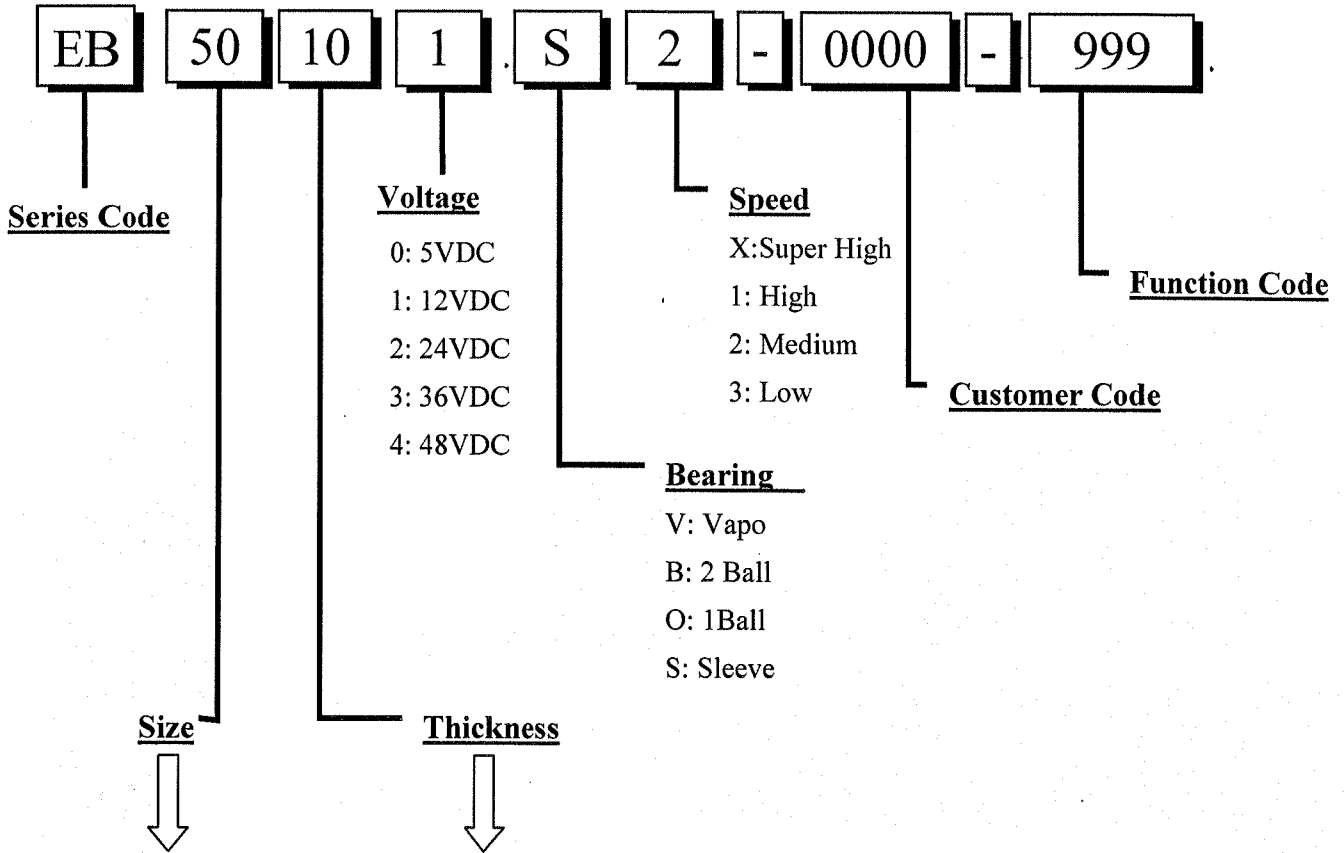 EB 50 10 1 S 2 - 0000 - 999
Series Code
Voltage
0: 5VDC
1: 12VDC
2: 24VDC
3: 36VDC
4: 48VDC
Speed
X:Super High
1: High
2: Medium
3: Low
Function Code
Customer Code
Bearing
V: Vapo
B: 2 Ball
O: 1Ball
S: Sleeve
Size
Thickness